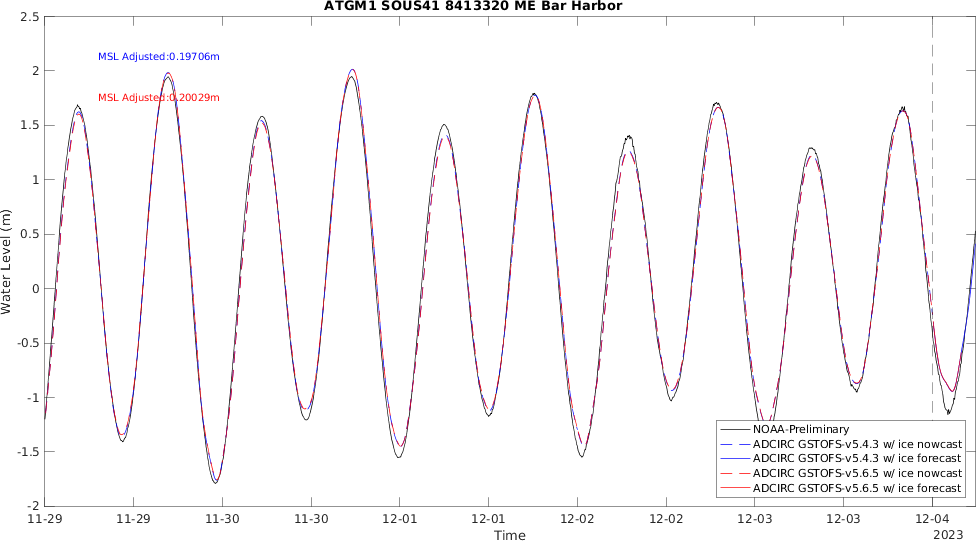 ATGM1 SOUS41 8413320 ME Bar Harbor
2.5
2
1.5
1
0.5
0
-0.5
-1
-1.5
-2
Water Level (m)
MSL Adjusted:0.19706m
MSL Adjusted:0.20029m
NOAA-Preliminary
ADCIRC GSTOFS-v5.4.3 w/ ice nowcast
ADCIRC GSTOFS-v5.4.3 w/ ice forecast
ADCIRC GSTOFS-v5.6.5 w/ ice nowcast
ADCIRC GSTOFS-v5.6.5 w/ ice forecast
11-29 11-29 11-30 11-30 12-01 12-01 12-02 12-02 12-03 12-03 12-04
Time
2023